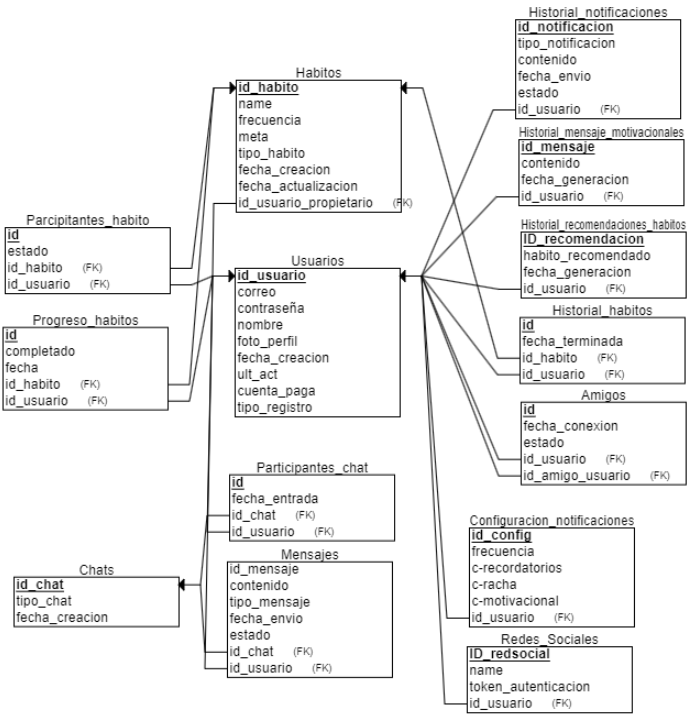 Historial_notificaciones
id_notificacion
tipo_notificacion
contenido
fecha_envio
estado
id_usuario (FK)
Habitos
id_habito
name
frecuencia
meta
tipo_habito
fecha_creacion
fecha_actualizacion
id_usuario_propietario (FK)
Historial_mensaje_motivacionales
id_mensaje
contenido
fecha_generacion
id_usuario (FK)
Parcipitantes_habito
id
estado
id_habito (FK)
id_usuario (FK)
Historial_recomendaciones_habitos
ID_recomendacion
habito_recomendado
fecha_generacion
id_usuario (FK)
Usuarios
id_usuario
correo
contraseña
nombre
foto_perfil
fecha_creacion
ult_act
cuenta_paga
tipo_registro
Progreso_habitos
id
completado
fecha
id_habito (FK)
id_usuario (FK)
Historial_habitos
id
fecha_terminada
id_habito (FK)
id_usuario (FK)
Amigos
id
fecha_conexion
estado
id_usuario (FK)
id_amigo_usuario (FK)
Participantes_chat
id
fecha_entrada
id_chat (FK)
id_usuario (FK)
Configuracion_notificaciones
id_config
frecuencia
c-recordatorios
c-racha
c-motivacional
id_usuario (FK)
Chats
id_chat
tipo_chat
fecha_creacion
Mensajes
id_mensaje
contenido
tipo_mensaje
fecha_envio
estado
id_chat (FK)
id_usuario (FK)
Redes_Sociales
ID_redsocial
name
token_autenticacion
id_usuario (FK)